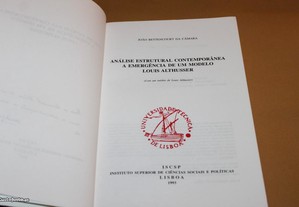 JOÃO BETTENCOURT DA CÂMARA
ANÁLISE ESTRUTURAL CONTEMPORÂNEA
A EMERGÊNCIA DE UM MODELO
LOUIS ALTHUSSER
UNIVERSIDADE TÉCNICA
DE LISBOA
ISCSP
INSTITUTO SUPERIOR DE CIÊNCIAS SOCIAIS E POLÍTICAS
LISBOA